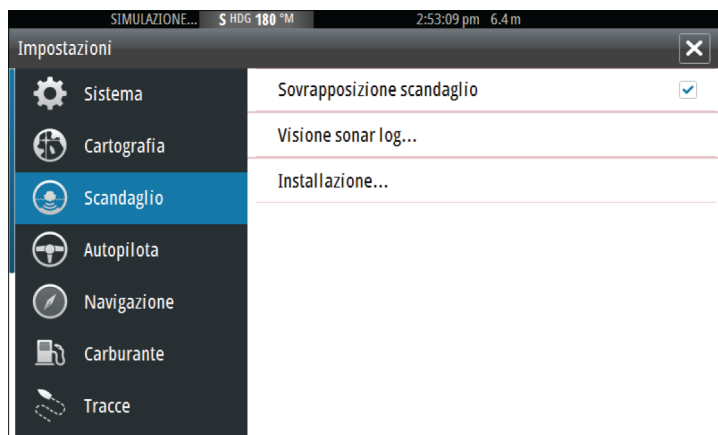 SIMULAZIONE... S HDG 180 °M 2:53:09 pm 6.4 m
Impostazioni
Sistema
Cartografia
Scandaglio
Autopilota
Navigazione
Carburante
Tracce
Sovrapposizione scandaglio
Visione sonar log...
Installazione...